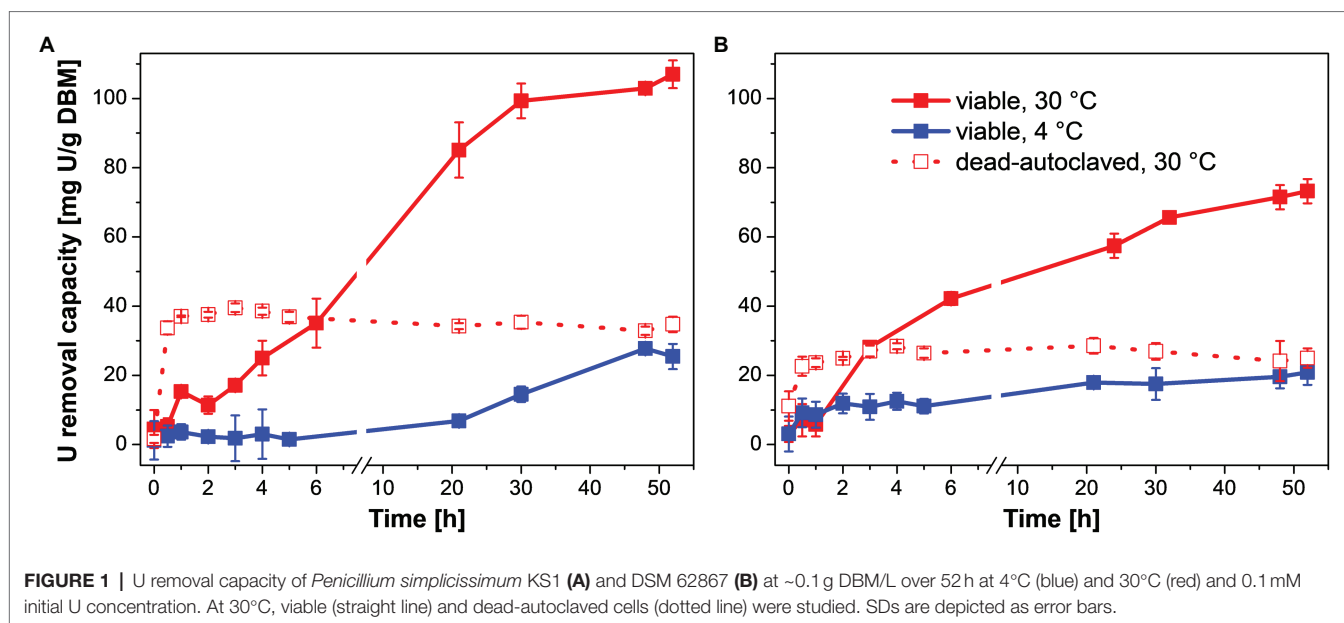 A
B
U removal capacity [mg U/g DBM]
100
80
60
40
20
0
0 2 4 6 10 20 30 40 50
Time [h]
100
80
60
40
20
0
viable, 30 °C
viable, 4 °C
dead-autoclaved, 30 °C
0 2 4 6 10 20 30 40 50
Time [h]
FIGURE 1 | U removal capacity of Penicillium simplicissimum KS1 (A) and DSM 62867 (B) at ~0.1 g DBM/L over 52 h at 4°C (blue) and 30°C (red) and 0.1 mM
initial U concentration. At 30°C, viable (straight line) and dead-autoclaved cells (dotted line) were studied. SDs are depicted as error bars.